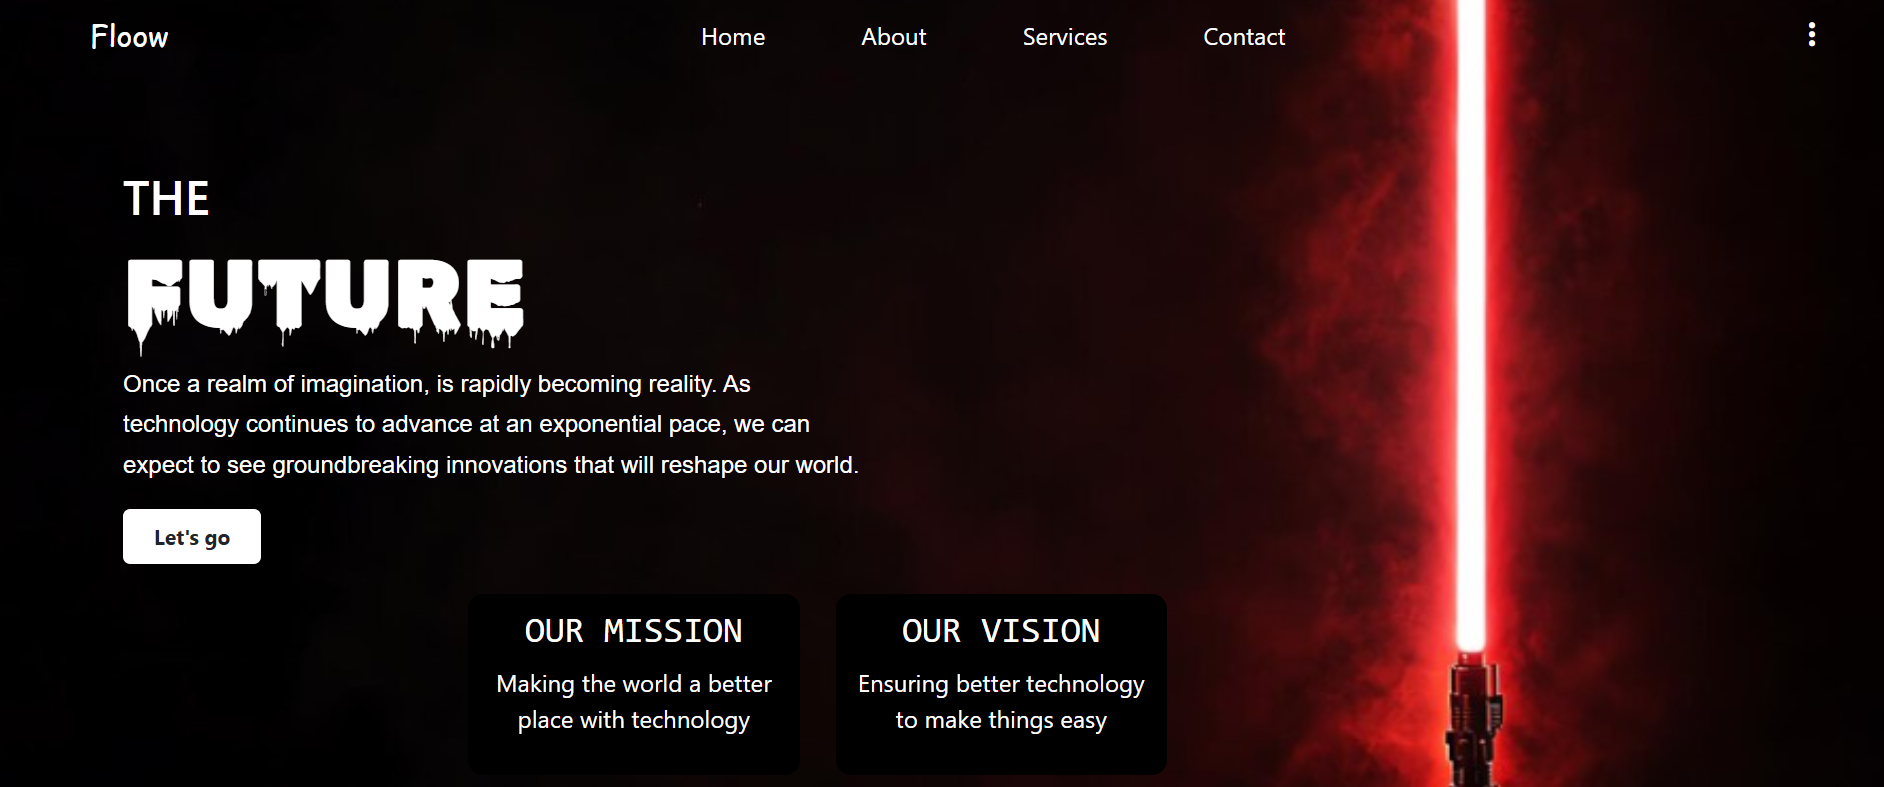 Floow
Home
About
Services
Contact
THE
FUTURE
Once a realm of imagination, is rapidly becoming reality. As
technology continues to advance at an exponential pace, we can
expect to see groundbreaking innovations that will reshape our world.
Let's go
OUR MISSION
Making the world a better
place with technology
OUR VISION
Ensuring better technology
to make things easy